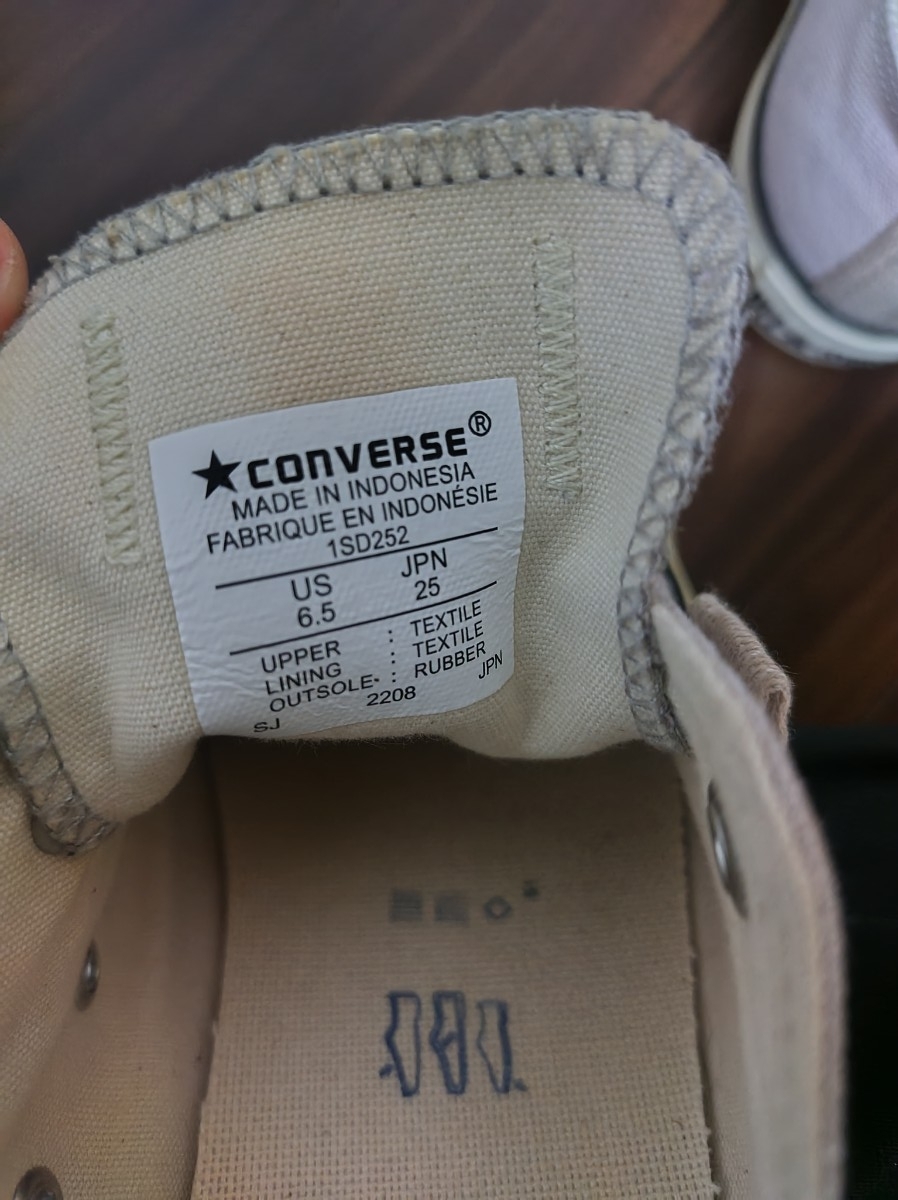 ★CONVERSE®
MADE IN INDONESIA
FABRIQUE EN INDONÉSIE
1SD252
US JPN
6.5 25
UPPER : TEXTILE
LINING : TEXTILE
OUTSOLE : RUBBER
SJ 2208 JPN